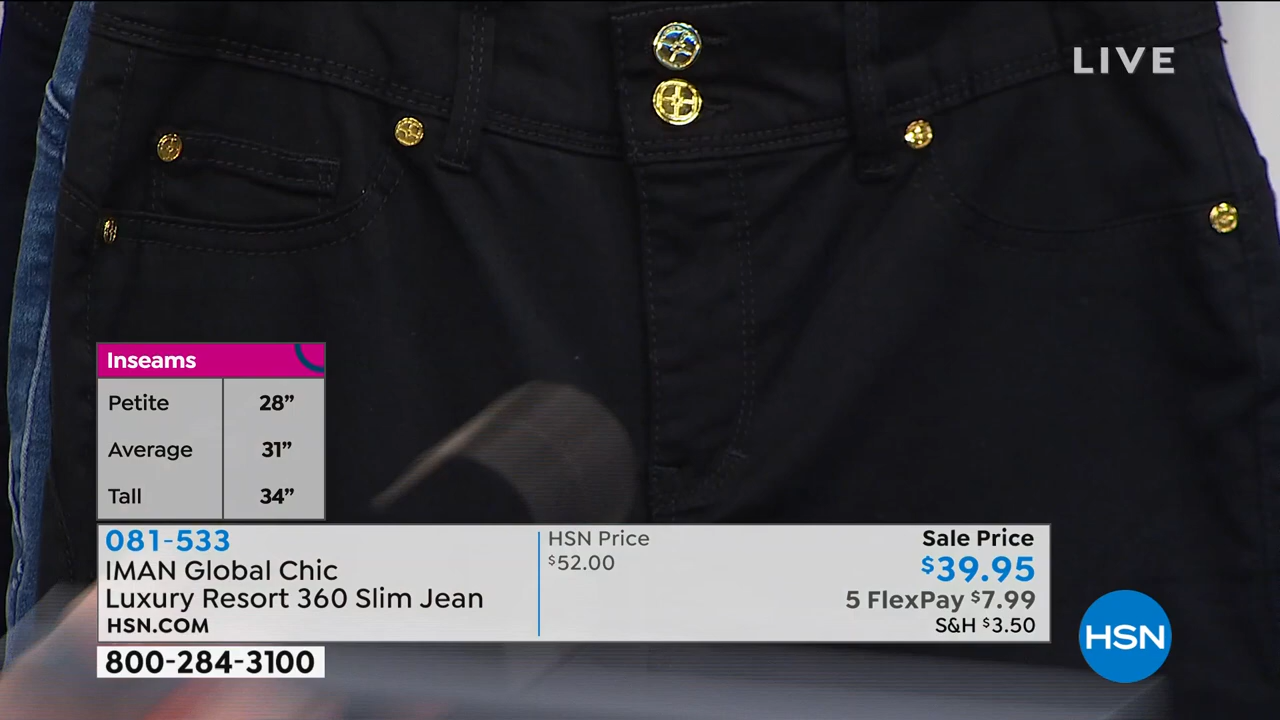 LIVE
Inseams
Petite 28”
Average 31”
Tall 34”
081-533
IMAN Global Chic
Luxury Resort 360 Slim Jean
HSN.COM
HSN Price
$52.00
Sale Price
$39.95
5 FlexPay $7.99
S&H $3.50
800-284-3100
HSN